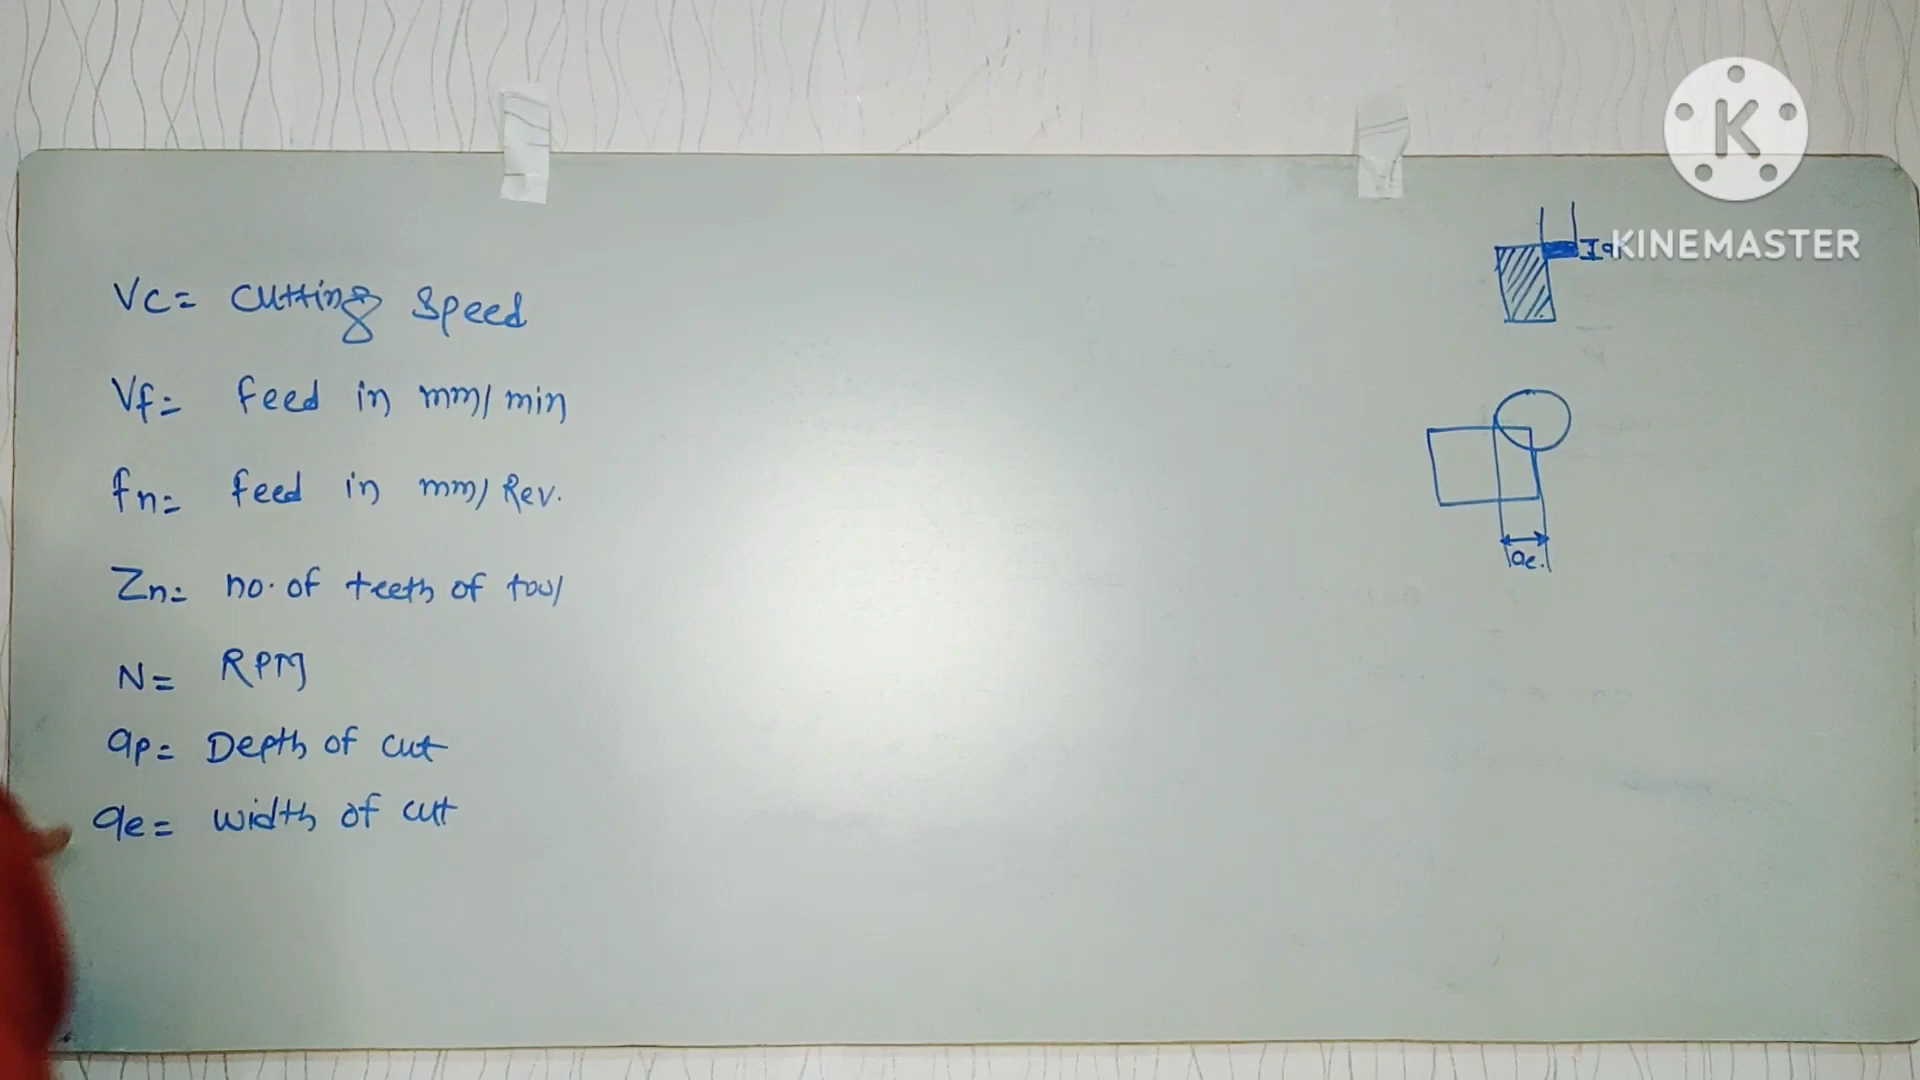 Vc= cutting speed
Vf= feed in mm/min
fn= feed in mm/Rev.
Zn= no. of teeth of tool
N= RPM
ap= Depth of cut
ae= width of cut
K
KINEMASTER
ae.